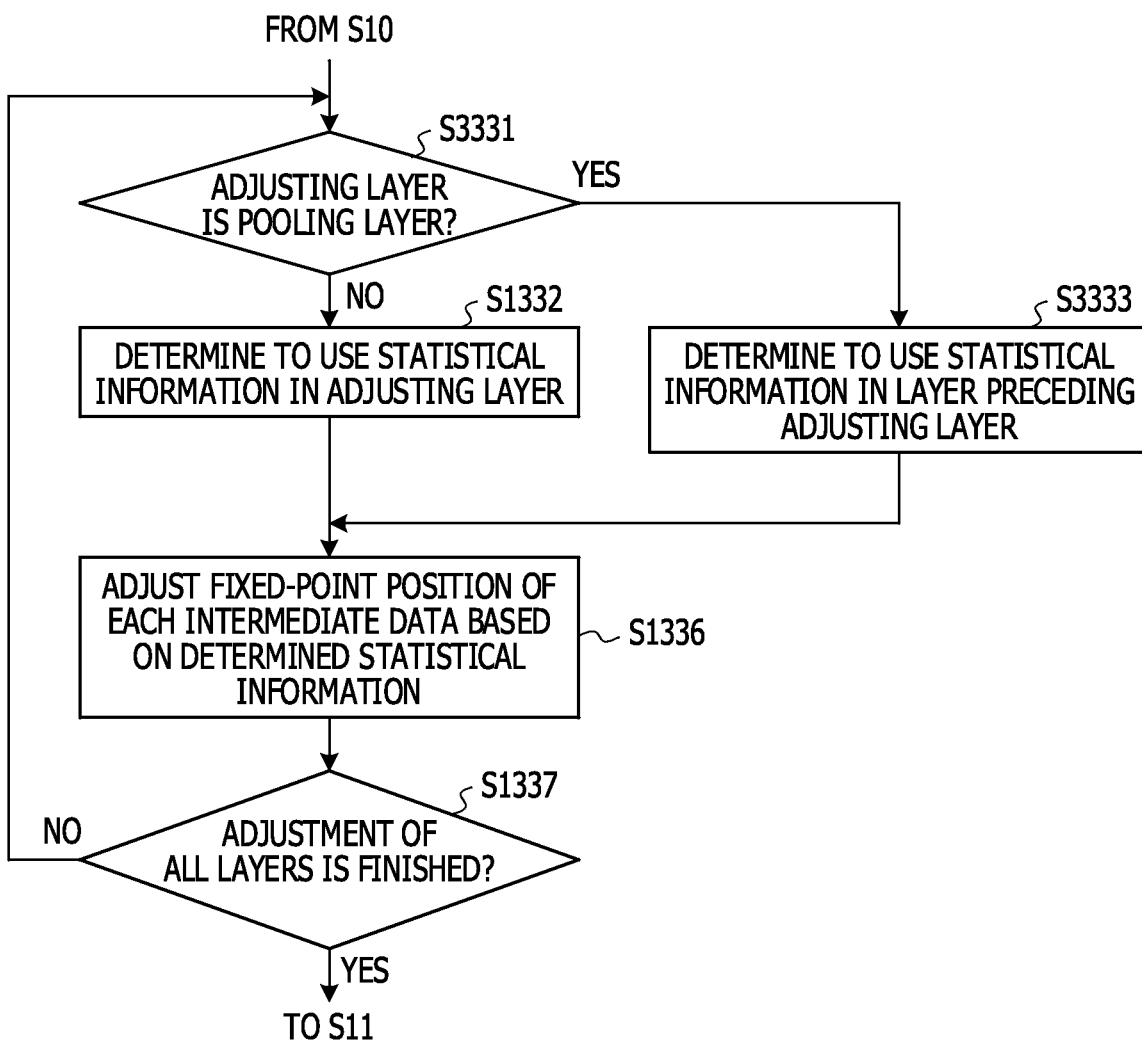 FROM S10
S3331
ADJUSTING LAYER
IS POOLING LAYER?
YES
NO
S1332
DETERMINE TO USE STATISTICAL
INFORMATION IN ADJUSTING LAYER
S3333
DETERMINE TO USE STATISTICAL
INFORMATION IN LAYER PRECEDING
ADJUSTING LAYER
ADJUST FIXED-POINT POSITION OF
EACH INTERMEDIATE DATA BASED
ON DETERMINED STATISTICAL
INFORMATION
S1336
S1337
NO
ADJUSTMENT OF
ALL LAYERS IS FINISHED?
YES
TO S11